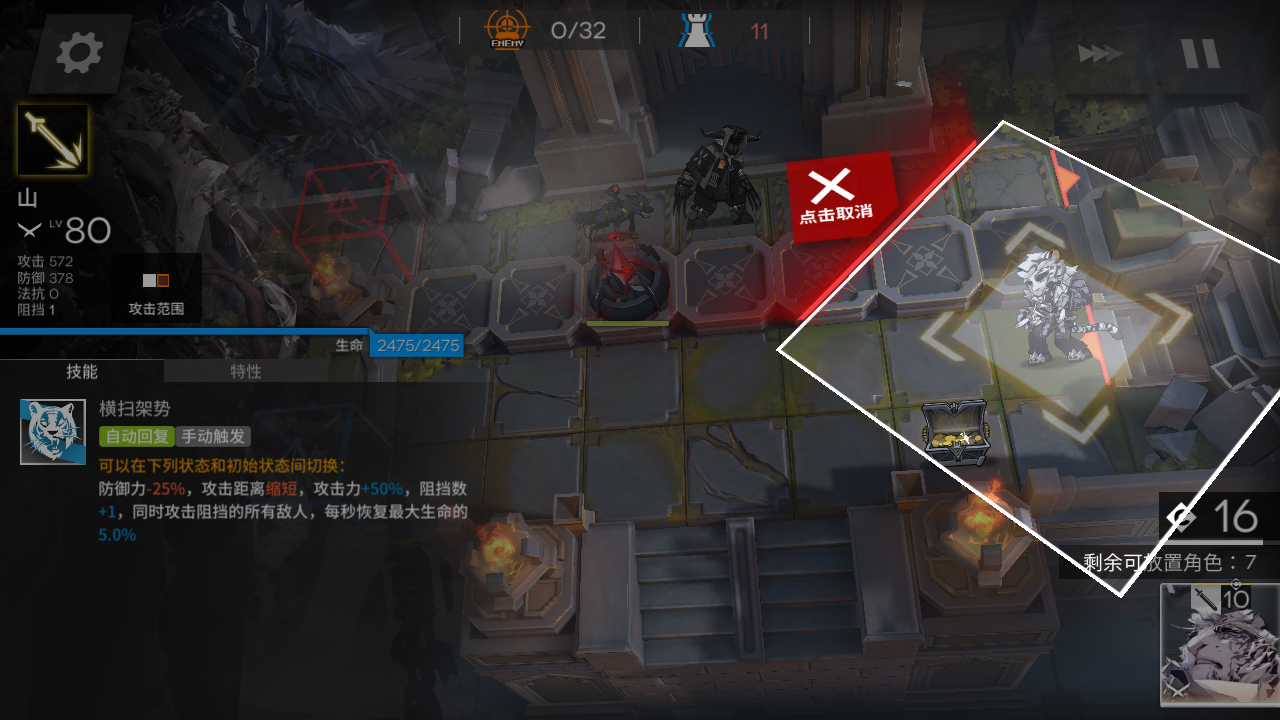 ENEMY
0/32
11
点击取消
山
LV 80
攻击 572
防御 378
法抗 0
阻挡 1
攻击范围
生命 2475/2475
技能
特性
横扫架势
自动回复 手动触发
可以在下列状态和初始状态间切换：
防御力-25%，攻击距离缩短，攻击力+50%，阻挡数
+1，同时攻击阻挡的所有敌人，每秒恢复最大生命的
5.0%
16
剩余可放置角色：7
10